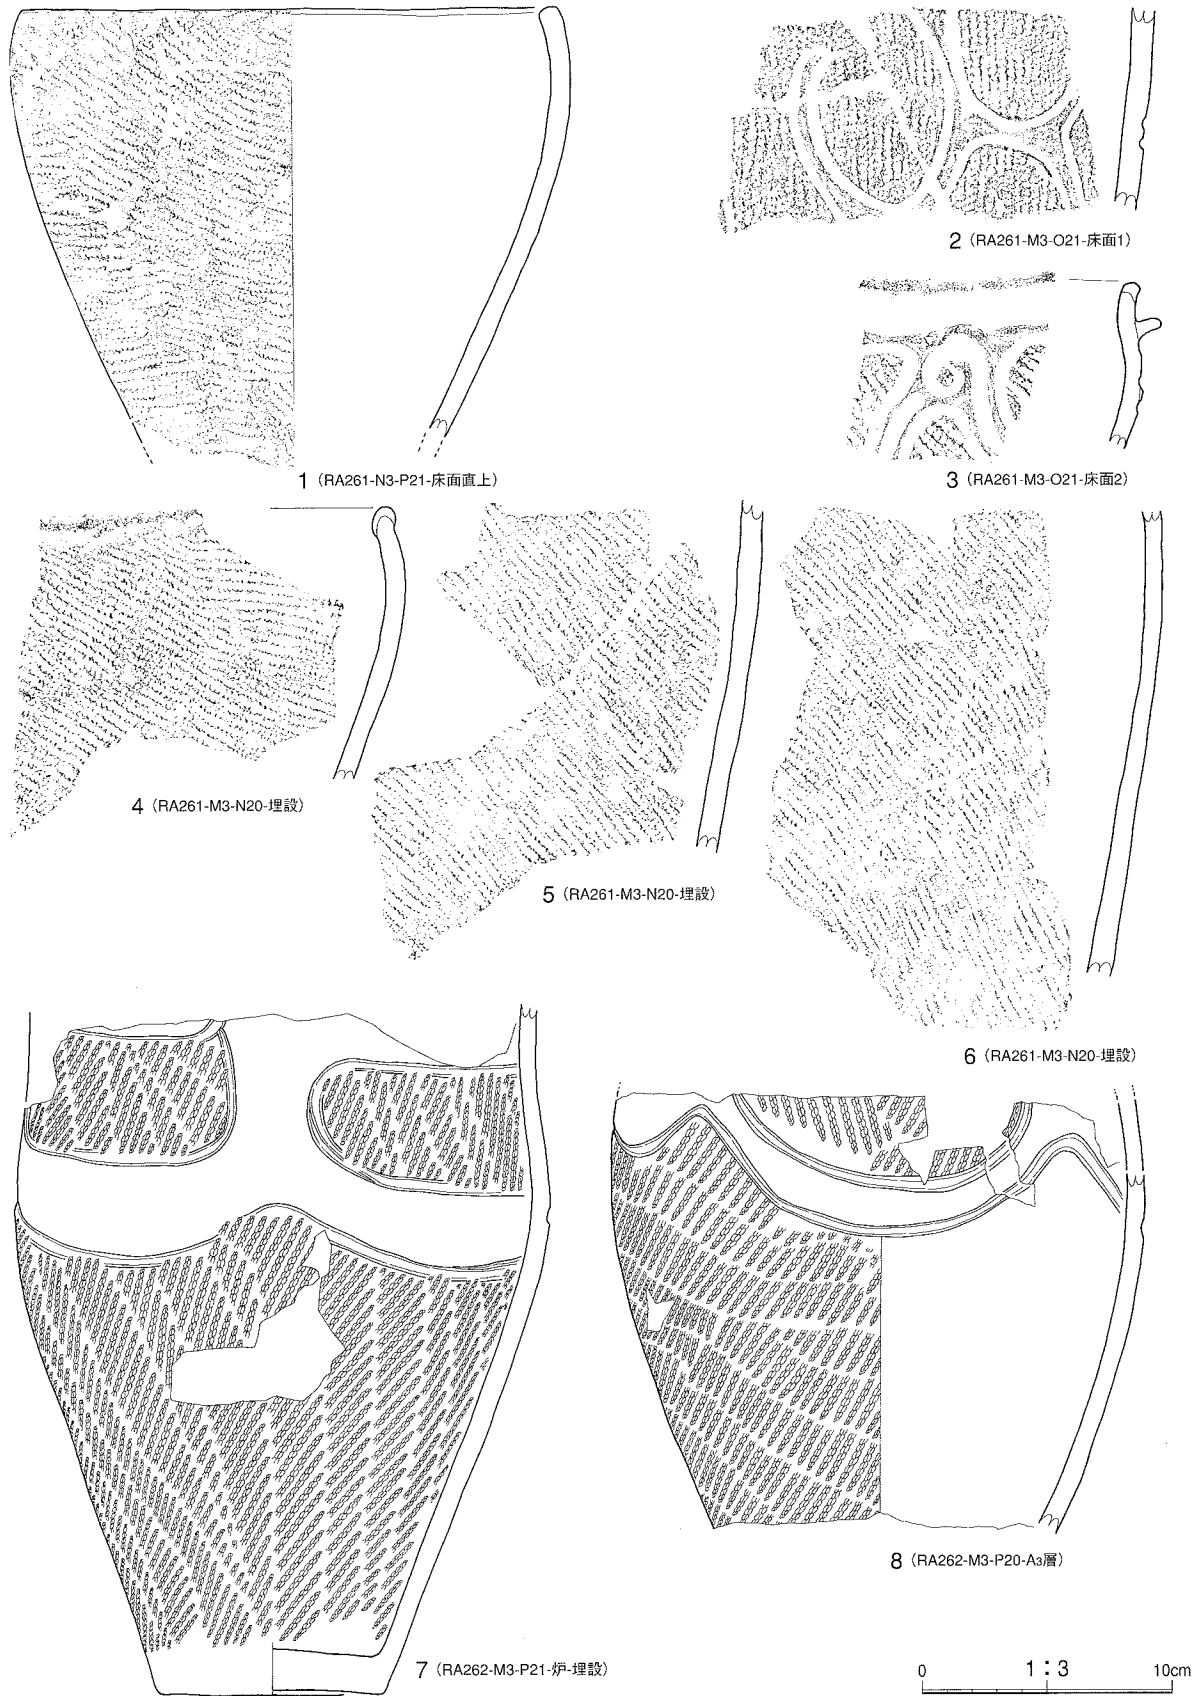 1 (RA261-N3-P21-床面直上)
2 (RA261-M3-O21-床面1)
3 (RA261-M3-O21-床面2)
4 (RA261-M3-N20-埋設)
5 (RA261-M3-N20-埋設)
6 (RA261-M3-N20-埋設)
7 (RA262-M3-P21-炉-埋設)
8 (RA262-M3-P20-A3層)
0 1:3 10cm